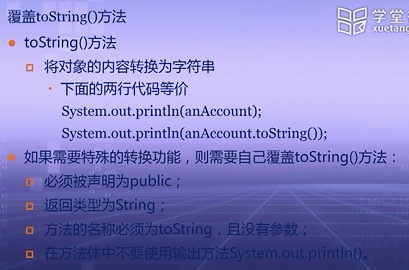 覆盖toString()方法
学堂
xuetan
toString()方法
将对象的内容转换为字符串
下面的两行代码等价
System.out.println(anAccount);
System.out.println(anAccount.toString());
如果需要特殊的转换功能，则需要自己覆盖toString()方法：
必须被声明为public；
返回类型为String；
方法的名称必须为toString，且没有参数；
在方法体中不要使用输出方法System.out.println()。